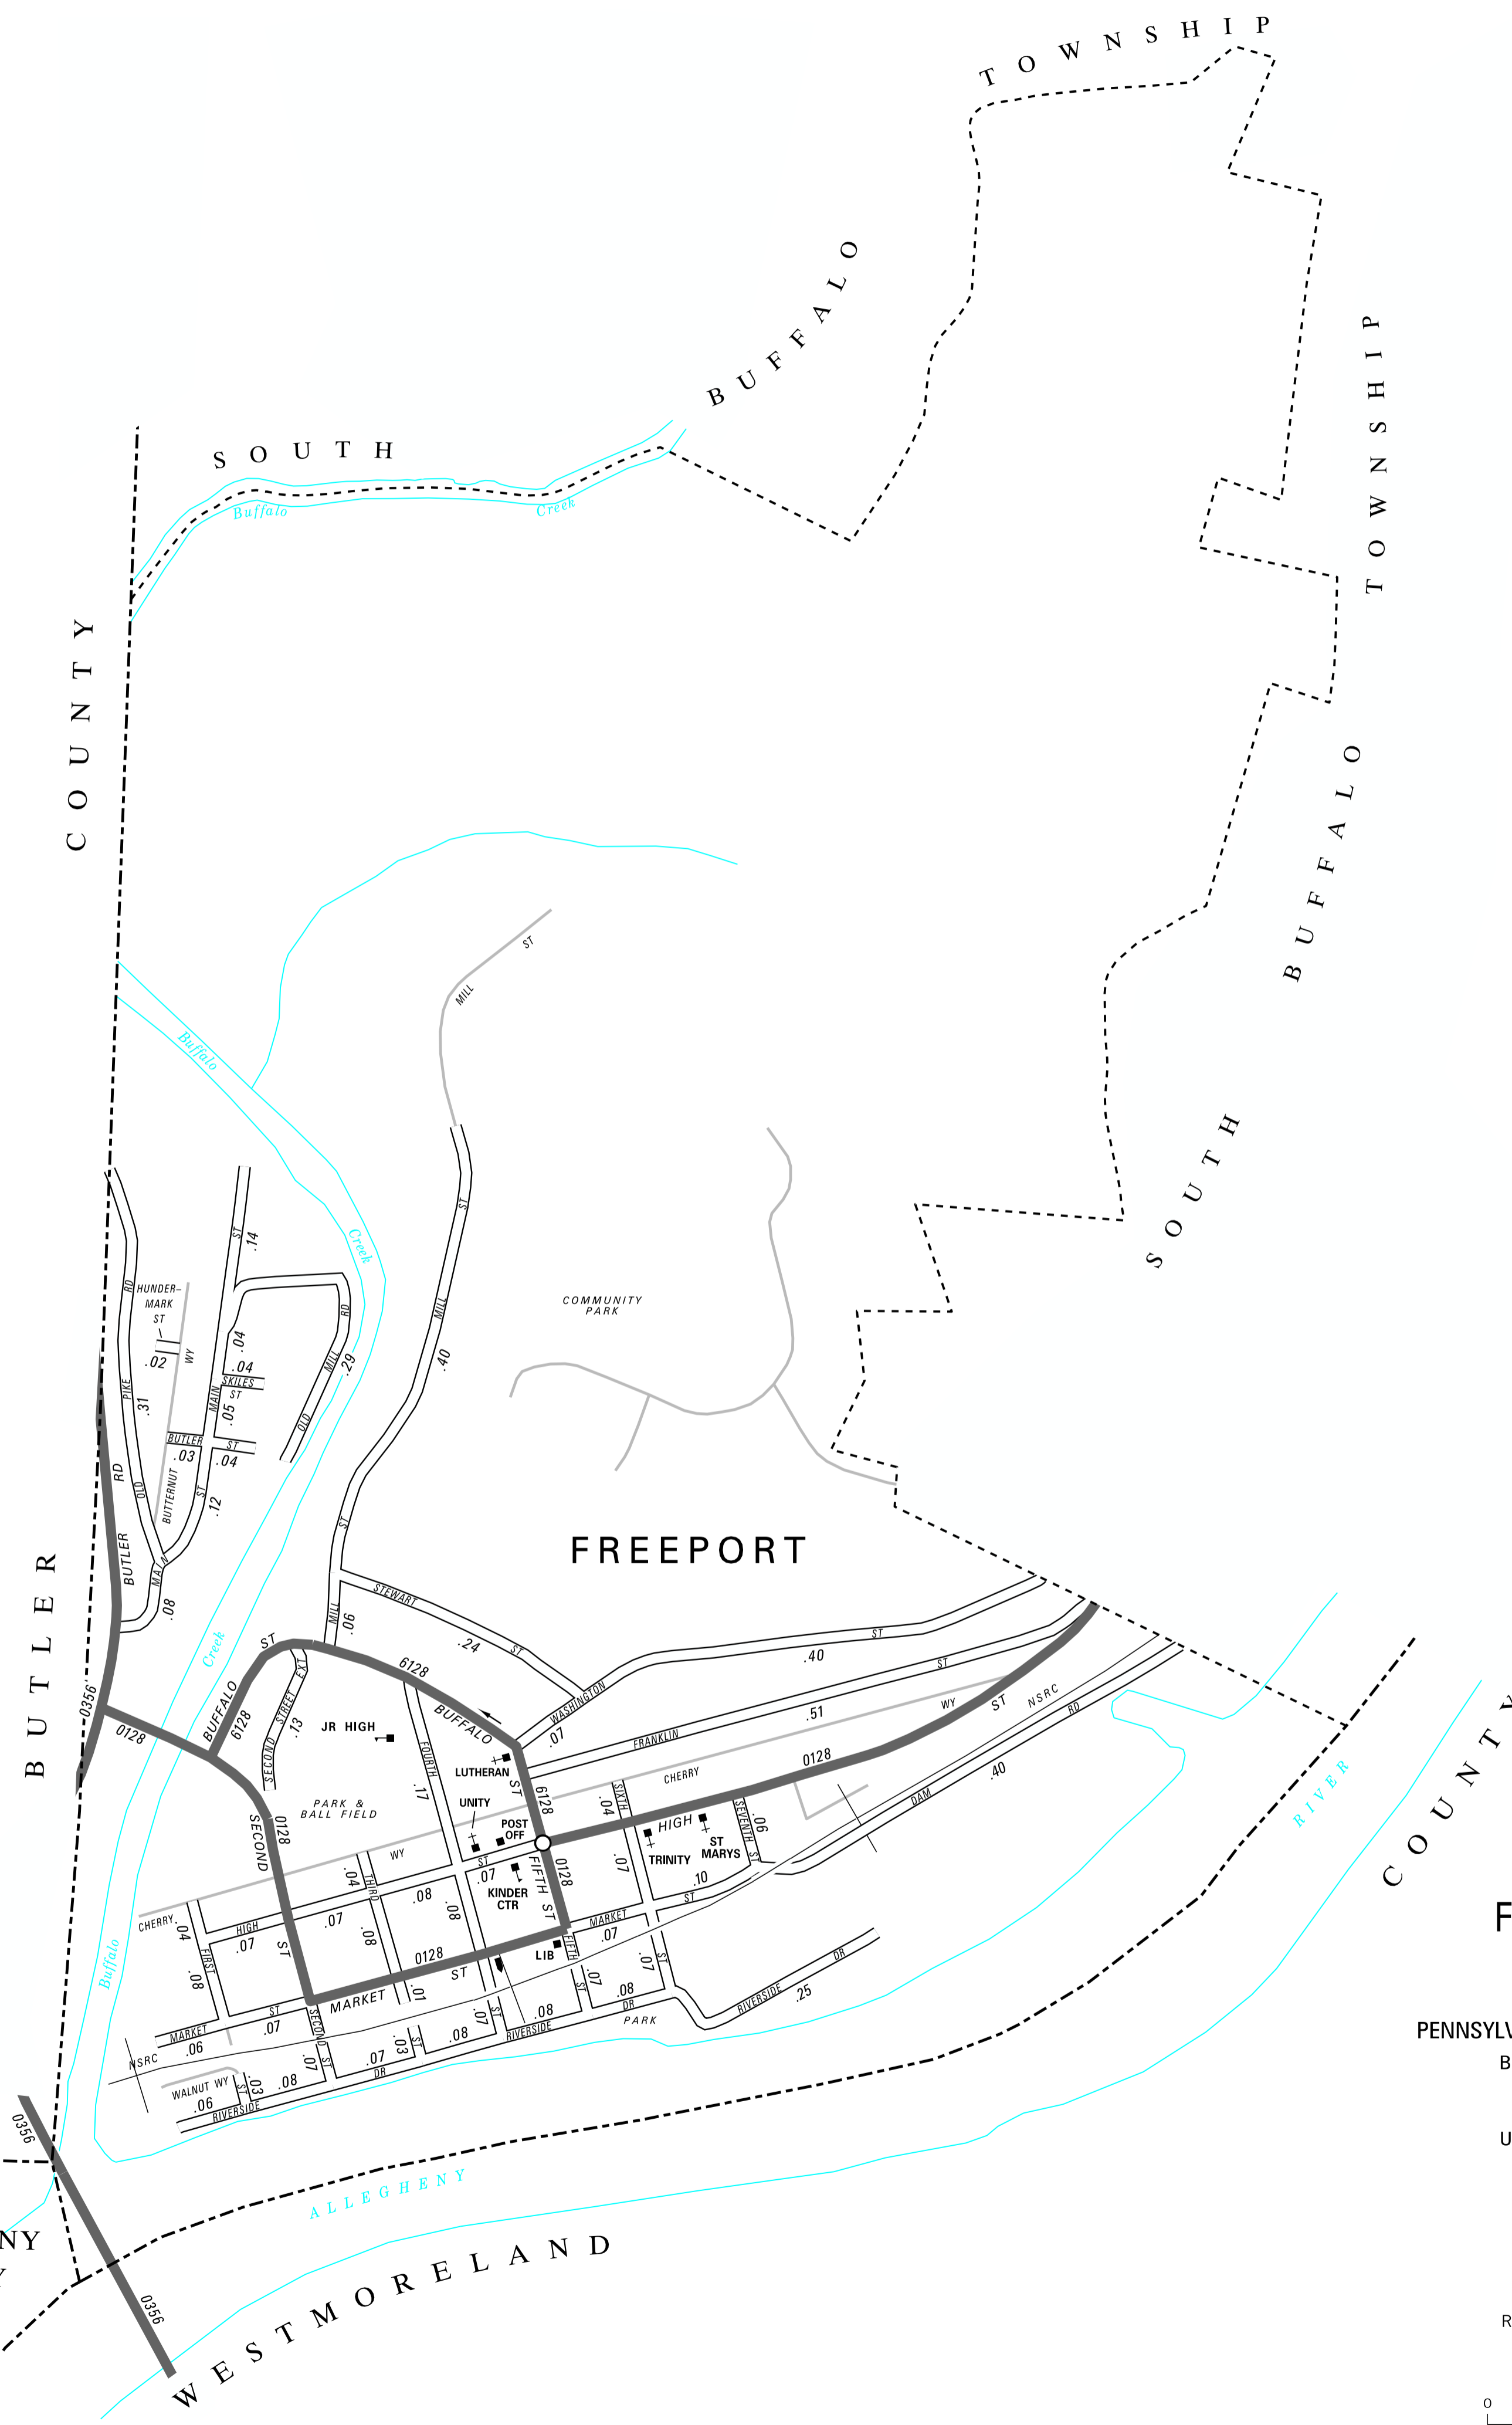 TOWNSHIP
BUFFALO
SOUTH
Buffalo
Creek
TOWNSHIP
BUFFALO
SOUTH
COUNTY
BUTLER
MILL
ST
Buffalo
Creek
ST
.14
RD
HUNDER–
MARK
ST
.02
WY
.04
.04
SKILES
ST
MAIN
.05
PIKE
.31
BUTLER
ST
.03
.04
RD
OLD
BUTTERNUT
ST
.12
BUTLER
MAIN
.08
RD
MILL
.29
OLD
ST
MILL
.40
ST
COMMUNITY
PARK
FREEPORT
STEWART
ST
.24
MILL
.06
Creek
ST
BUFFALO
6128
EXT
STREET
SECOND
.13
6128
BUFFALO
WASHINGTON
.07
ST
.40
ST
FRANKLIN
.51
WY
CHERRY
ST
NSRC
RD
DAM
.40
0128
0356
0128
JR HIGH
FOURTH
.17
LUTHERAN
ST
6128
UNITY
POST
OFF
PARK &
BALL FIELD
SECOND
0128
ST
WY
CHERRY
.04
HIGH
.07
.07
THIRD
.04
.08
.08
ST
.07
.08
KINDER
CTR
FIFTH ST
0128
SIXTH
.04
HIGH
TRINITY
ST
MARYS
SEVENTH ST
.06
.07
.10
ST
MARKET
.07
LIB
FIRST
.08
MARKET
ST
.06
.07
MARKET
ST
0128
.01
FIFTH
ST
.07
.07
ST
.08
DR
PARK
RIVERSIDE
DR
.25
NSRC
SECOND
ST
.07
.07
.03
ST
.08
.07
ST
.08
RIVERSIDE
DR
WALNUT WY
.06
ST
.03
.08
RIVERSIDE
Buffalo
0356
0356
NY
ALLEGHENY
RIVER
WESTMORELAND
COUNTY
F
PENNSYLV
B
U
R
0